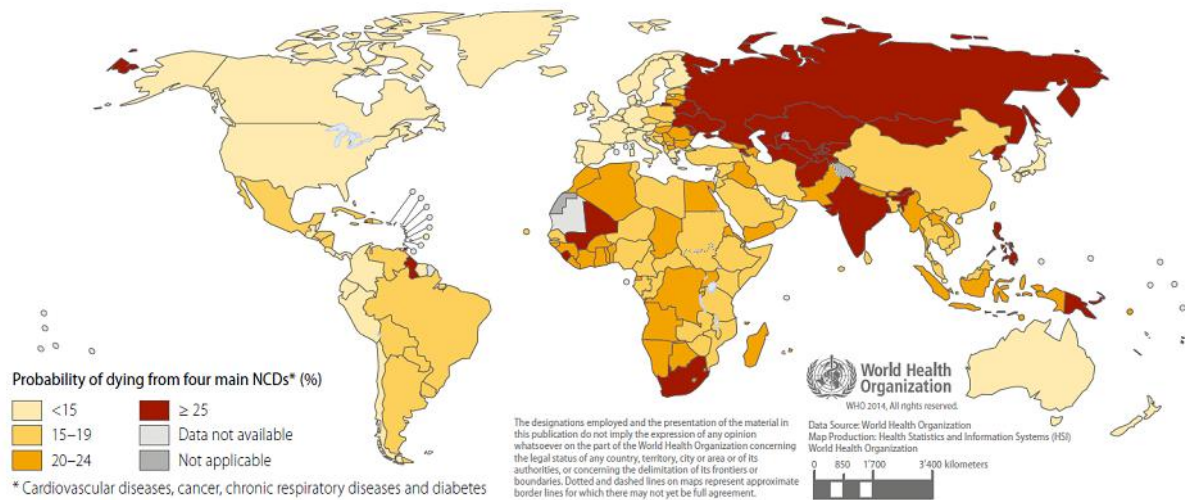 Probability of dying from four main NCDs* (%)
<15
≥ 25
15–19
Data not available
20–24
Not applicable
* Cardiovascular diseases, cancer, chronic respiratory diseases and diabetes
The designations employed and the presentation of the material in
this publication do not imply the expression of any opinion
whatsoever on the part of the World Health Organization concerning
the legal status of any country, territory, city or area or of its
authorities, or concerning the delimitation of its frontiers or
boundaries. Dotted and dashed lines on maps represent approximate
border lines for which there may not yet be full agreement.
World Health
Organization
WHO 2014, All rights reserved.
Data Source: World Health Organization
Map Production: Health Statistics and Information Systems (HSI)
World Health Organization
0 850 1'700 3'400 kilometers